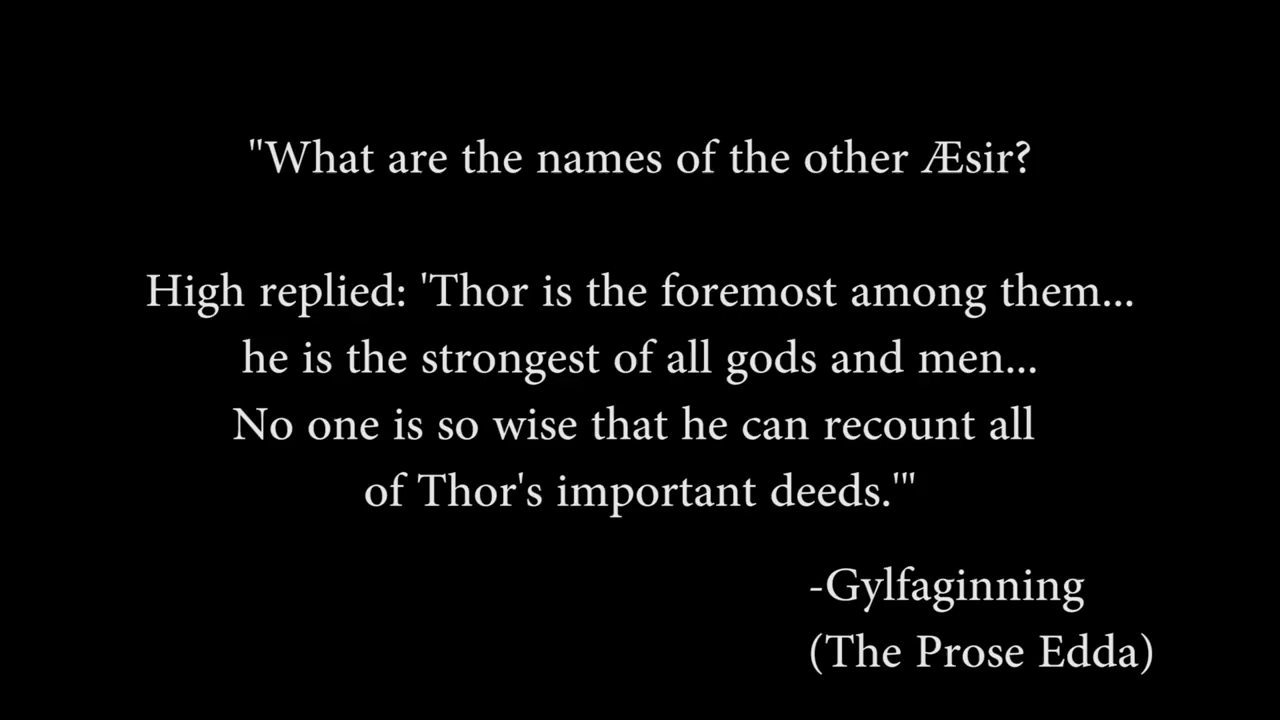 "What are the names of the other Æsir?
High replied: 'Thor is the foremost among them...
he is the strongest of all gods and men...
No one is so wise that he can recount all
of Thor's important deeds.'"
-Gylfaginning
(The Prose Edda)